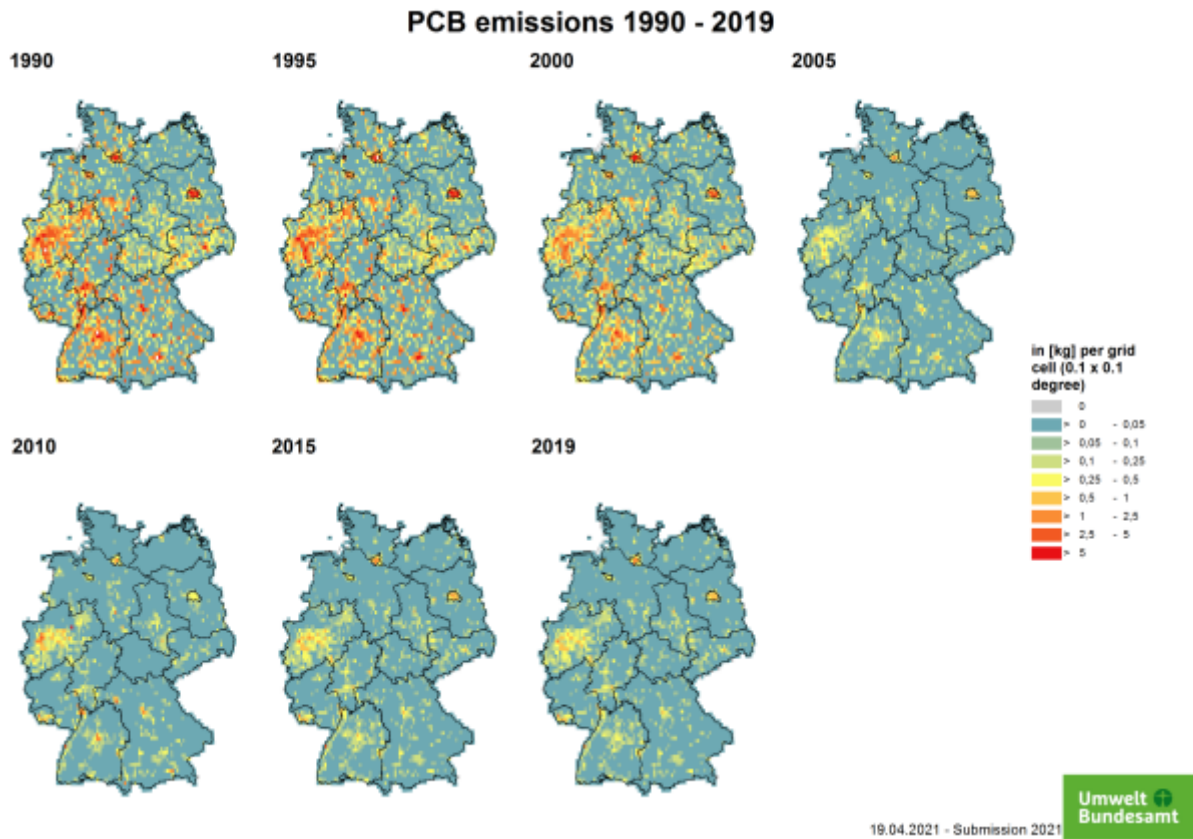 PCB emissions 1990 - 2019
1990
1995
2000
2005
2010
2015
2019
in [kg] per grid
cell (0.1 x 0.1
degree)
0
> 0 - 0,05
> 0,05 - 0,1
> 0,1 - 0,25
> 0,25 - 0,5
> 0,5 - 1
> 1 - 2,5
> 2,5 - 5
> 5
19.04.2021 - Submission 2021
Umwelt
Bundesamt